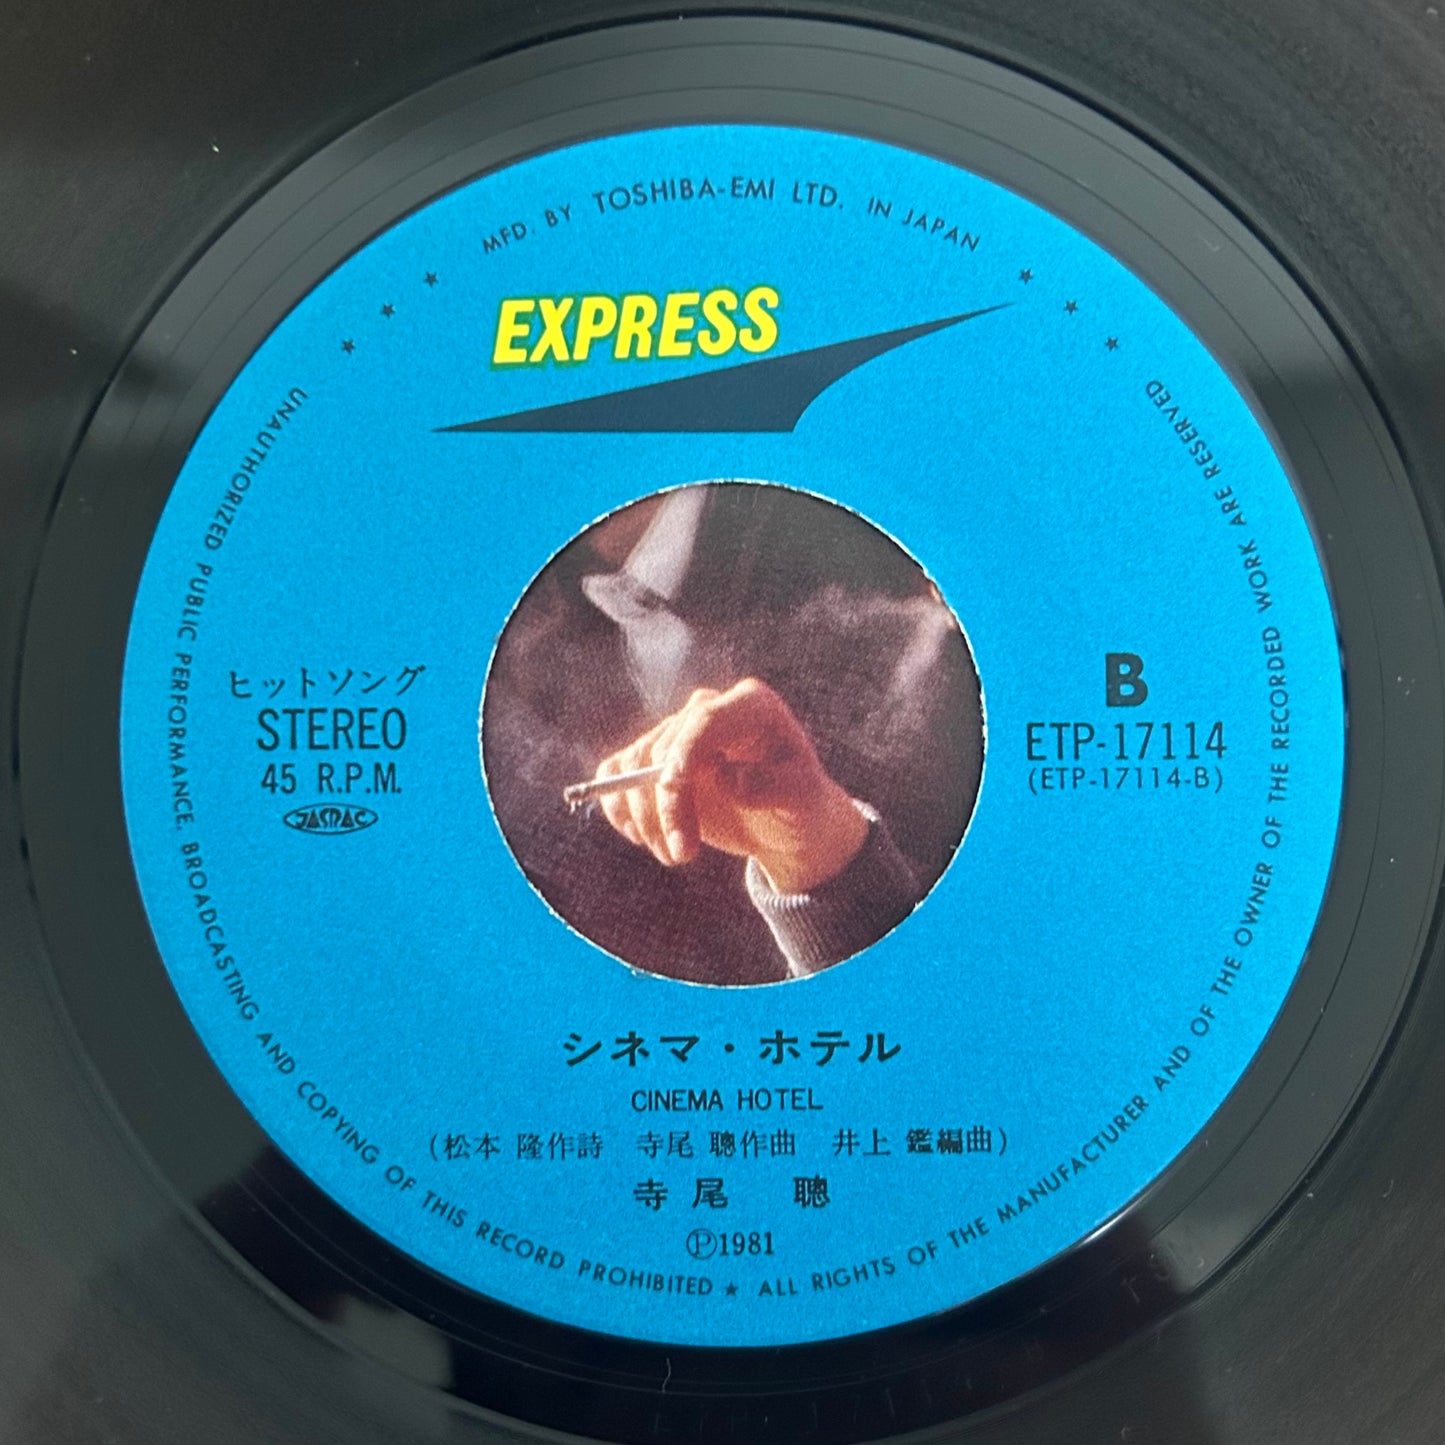 MFD. BY TOSHIBA-EMI LTD. IN JAPAN
EXPRESS
ヒットソング
STEREO
45 R.P.M.
JASRAC
B
ETP-17114
(ETP-17114-B)
シネマ・ホテル
CINEMA HOTEL
(松本 隆作詩 寺尾 聰作曲 井上 鑑編曲)
寺尾 聰
Ⓟ1981
UNAUTHORIZED PUBLIC PERFORMANCE. BROADCASTING AND COPYING OF THIS RECORD PROHIBITED ★ ALL RIGHTS OF THE MANUFACTURER AND OF THE OWNER OF THE RECORDED WORK ARE RESERVED